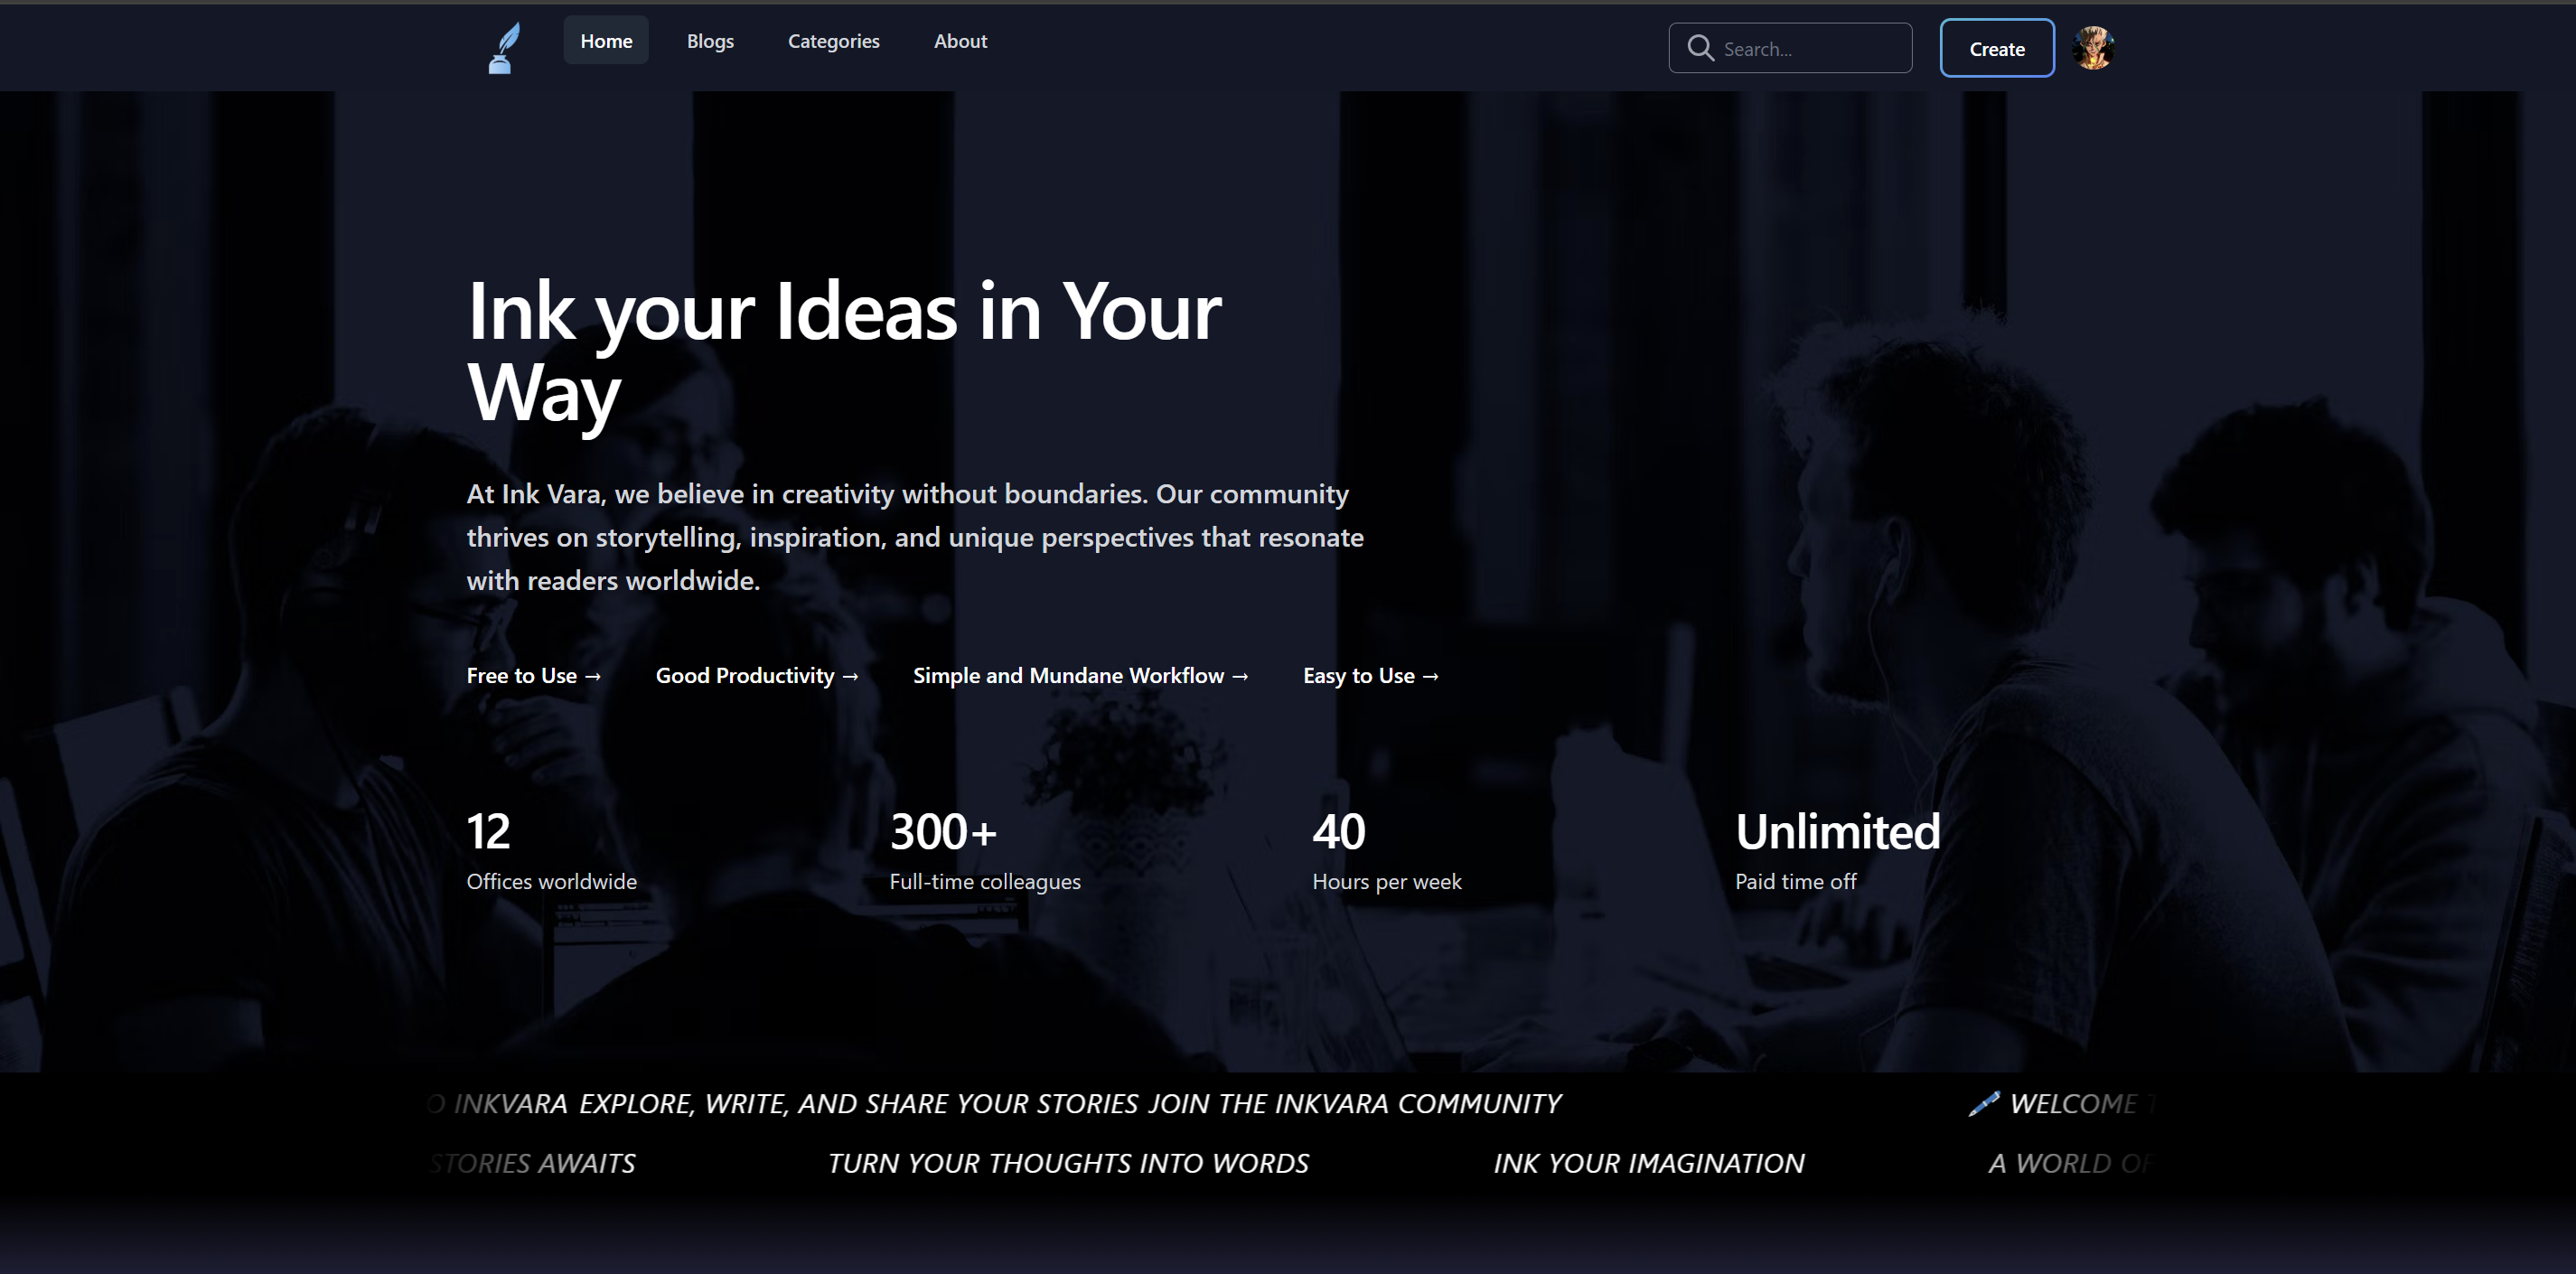 Home Blogs Categories About Search... Create
Ink your Ideas in Your
Way
At Ink Vara, we believe in creativity without boundaries. Our community
thrives on storytelling, inspiration, and unique perspectives that resonate
with readers worldwide.
Free to Use → Good Productivity → Simple and Mundane Workflow → Easy to Use →
12 300+ 40 Unlimited
Offices worldwide Full-time colleagues Hours per week Paid time off
O INKVARA EXPLORE, WRITE, AND SHARE YOUR STORIES JOIN THE INKVARA COMMUNITY 🖊️ WELCOME T
STORIES AWAITS TURN YOUR THOUGHTS INTO WORDS INK YOUR IMAGINATION A WORLD OF